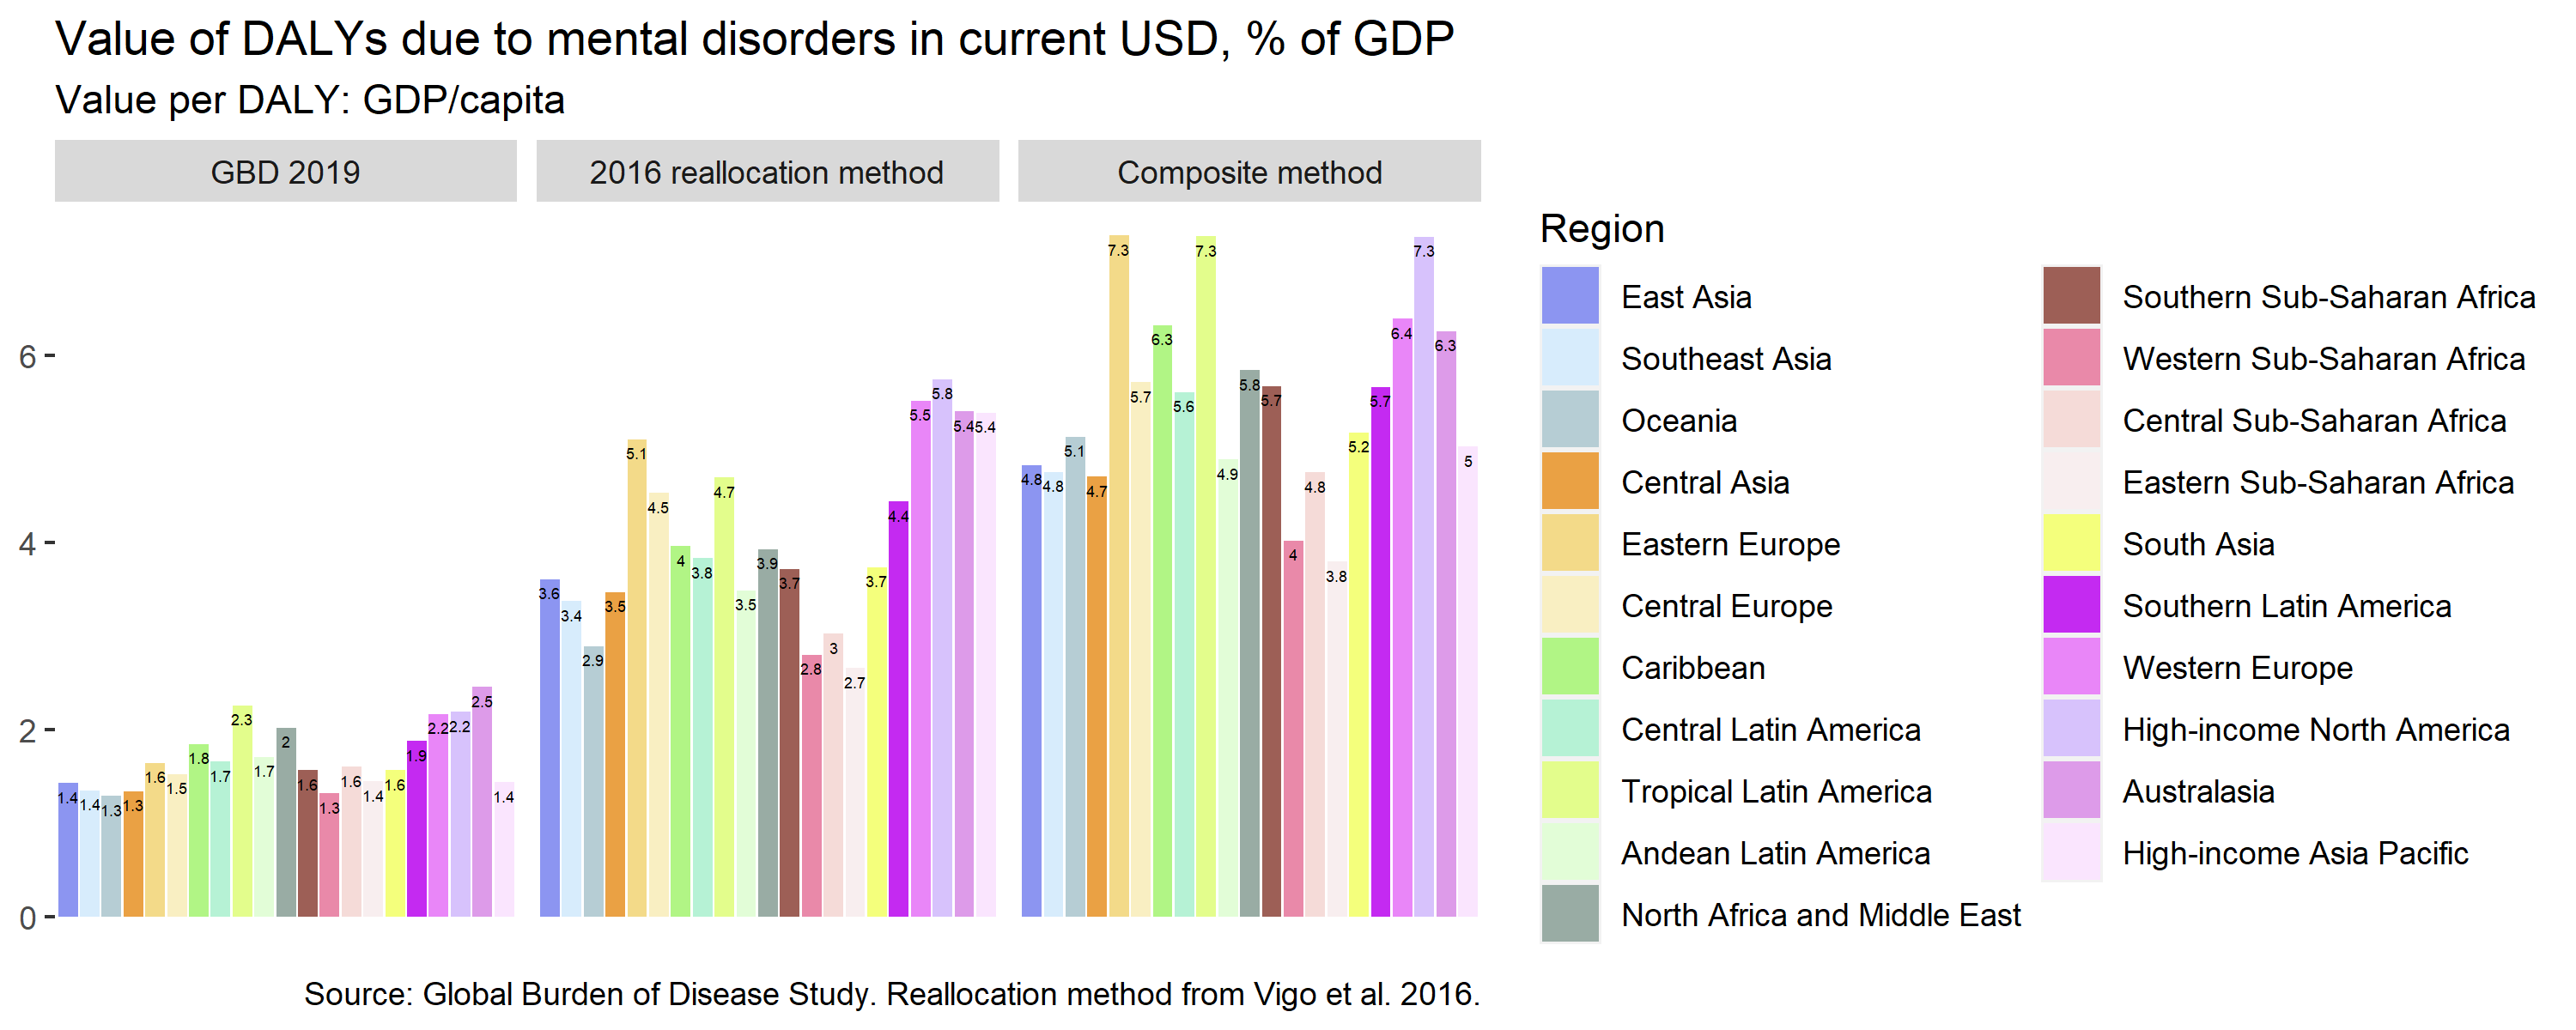 Value of DALYs due to mental disorders in current USD, % of GDP
Value per DALY: GDP/capita
GBD 2019
2016 reallocation method
Composite method
6
4
2
0
1.4
1.4
1.3
1.3
1.6
1.5
1.8
1.7
2.3
1.7
2
1.6
1.3
1.6
1.4
1.6
1.9
2.2
2.2
2.5
1.4
3.6
3.4
2.9
3.5
5.1
4.5
4
3.8
4.7
3.5
3.9
3.7
2.8
3
2.7
3.7
4.4
5.5
5.8
5.4
5.4
4.8
4.8
5.1
4.7
7.3
5.7
6.3
5.6
7.3
4.9
5.8
5.7
4
4.8
3.8
5.2
5.7
6.4
7.3
6.3
5
Region
East Asia
Southeast Asia
Oceania
Central Asia
Eastern Europe
Central Europe
Caribbean
Central Latin America
Tropical Latin America
Andean Latin America
North Africa and Middle East
Southern Sub-Saharan Africa
Western Sub-Saharan Africa
Central Sub-Saharan Africa
Eastern Sub-Saharan Africa
South Asia
Southern Latin America
Western Europe
High-income North America
Australasia
High-income Asia Pacific
Source: Global Burden of Disease Study. Reallocation method from Vigo et al. 2016.